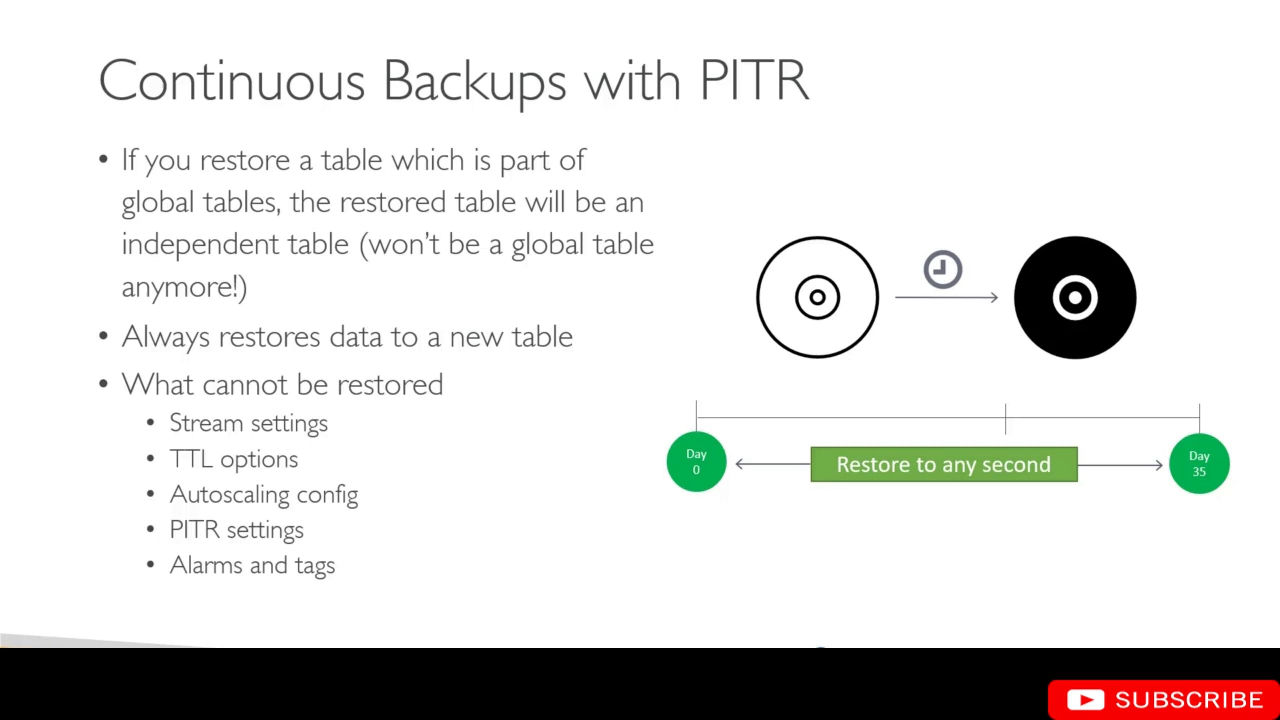 Continuous Backups with PITR
• If you restore a table which is part of
global tables, the restored table will be an
independent table (won't be a global table
anymore!)
• Always restores data to a new table
• What cannot be restored
• Stream settings
• TTL options
• Autoscaling config
• PITR settings
• Alarms and tags
Day
0
Restore to any second
Day
35
SUBSCRIBE